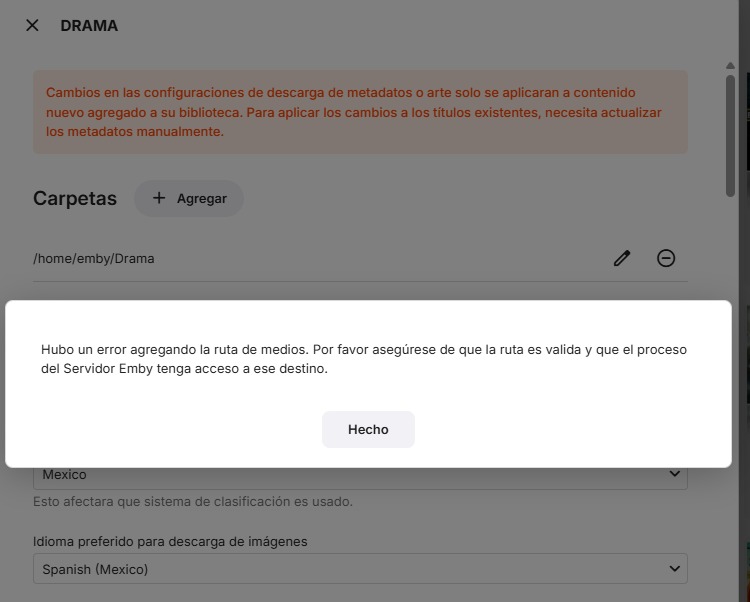 DRAMA
Cambios en las configuraciones de descarga de metadatos o arte solo se aplicaran a contenido
nuevo agregado a su biblioteca. Para aplicar los cambios a los títulos existentes, necesita actualizar
los metadatos manualmente.
Carpetas
Agregar
/home/emby/Drama
Hubo un error agregando la ruta de medios. Por favor asegúrese de que la ruta es valida y que el proceso
del Servidor Emby tenga acceso a ese destino.
Hecho
Mexico
Esto afectara que sistema de clasificación es usado.
Idioma preferido para descarga de imágenes
Spanish (Mexico)